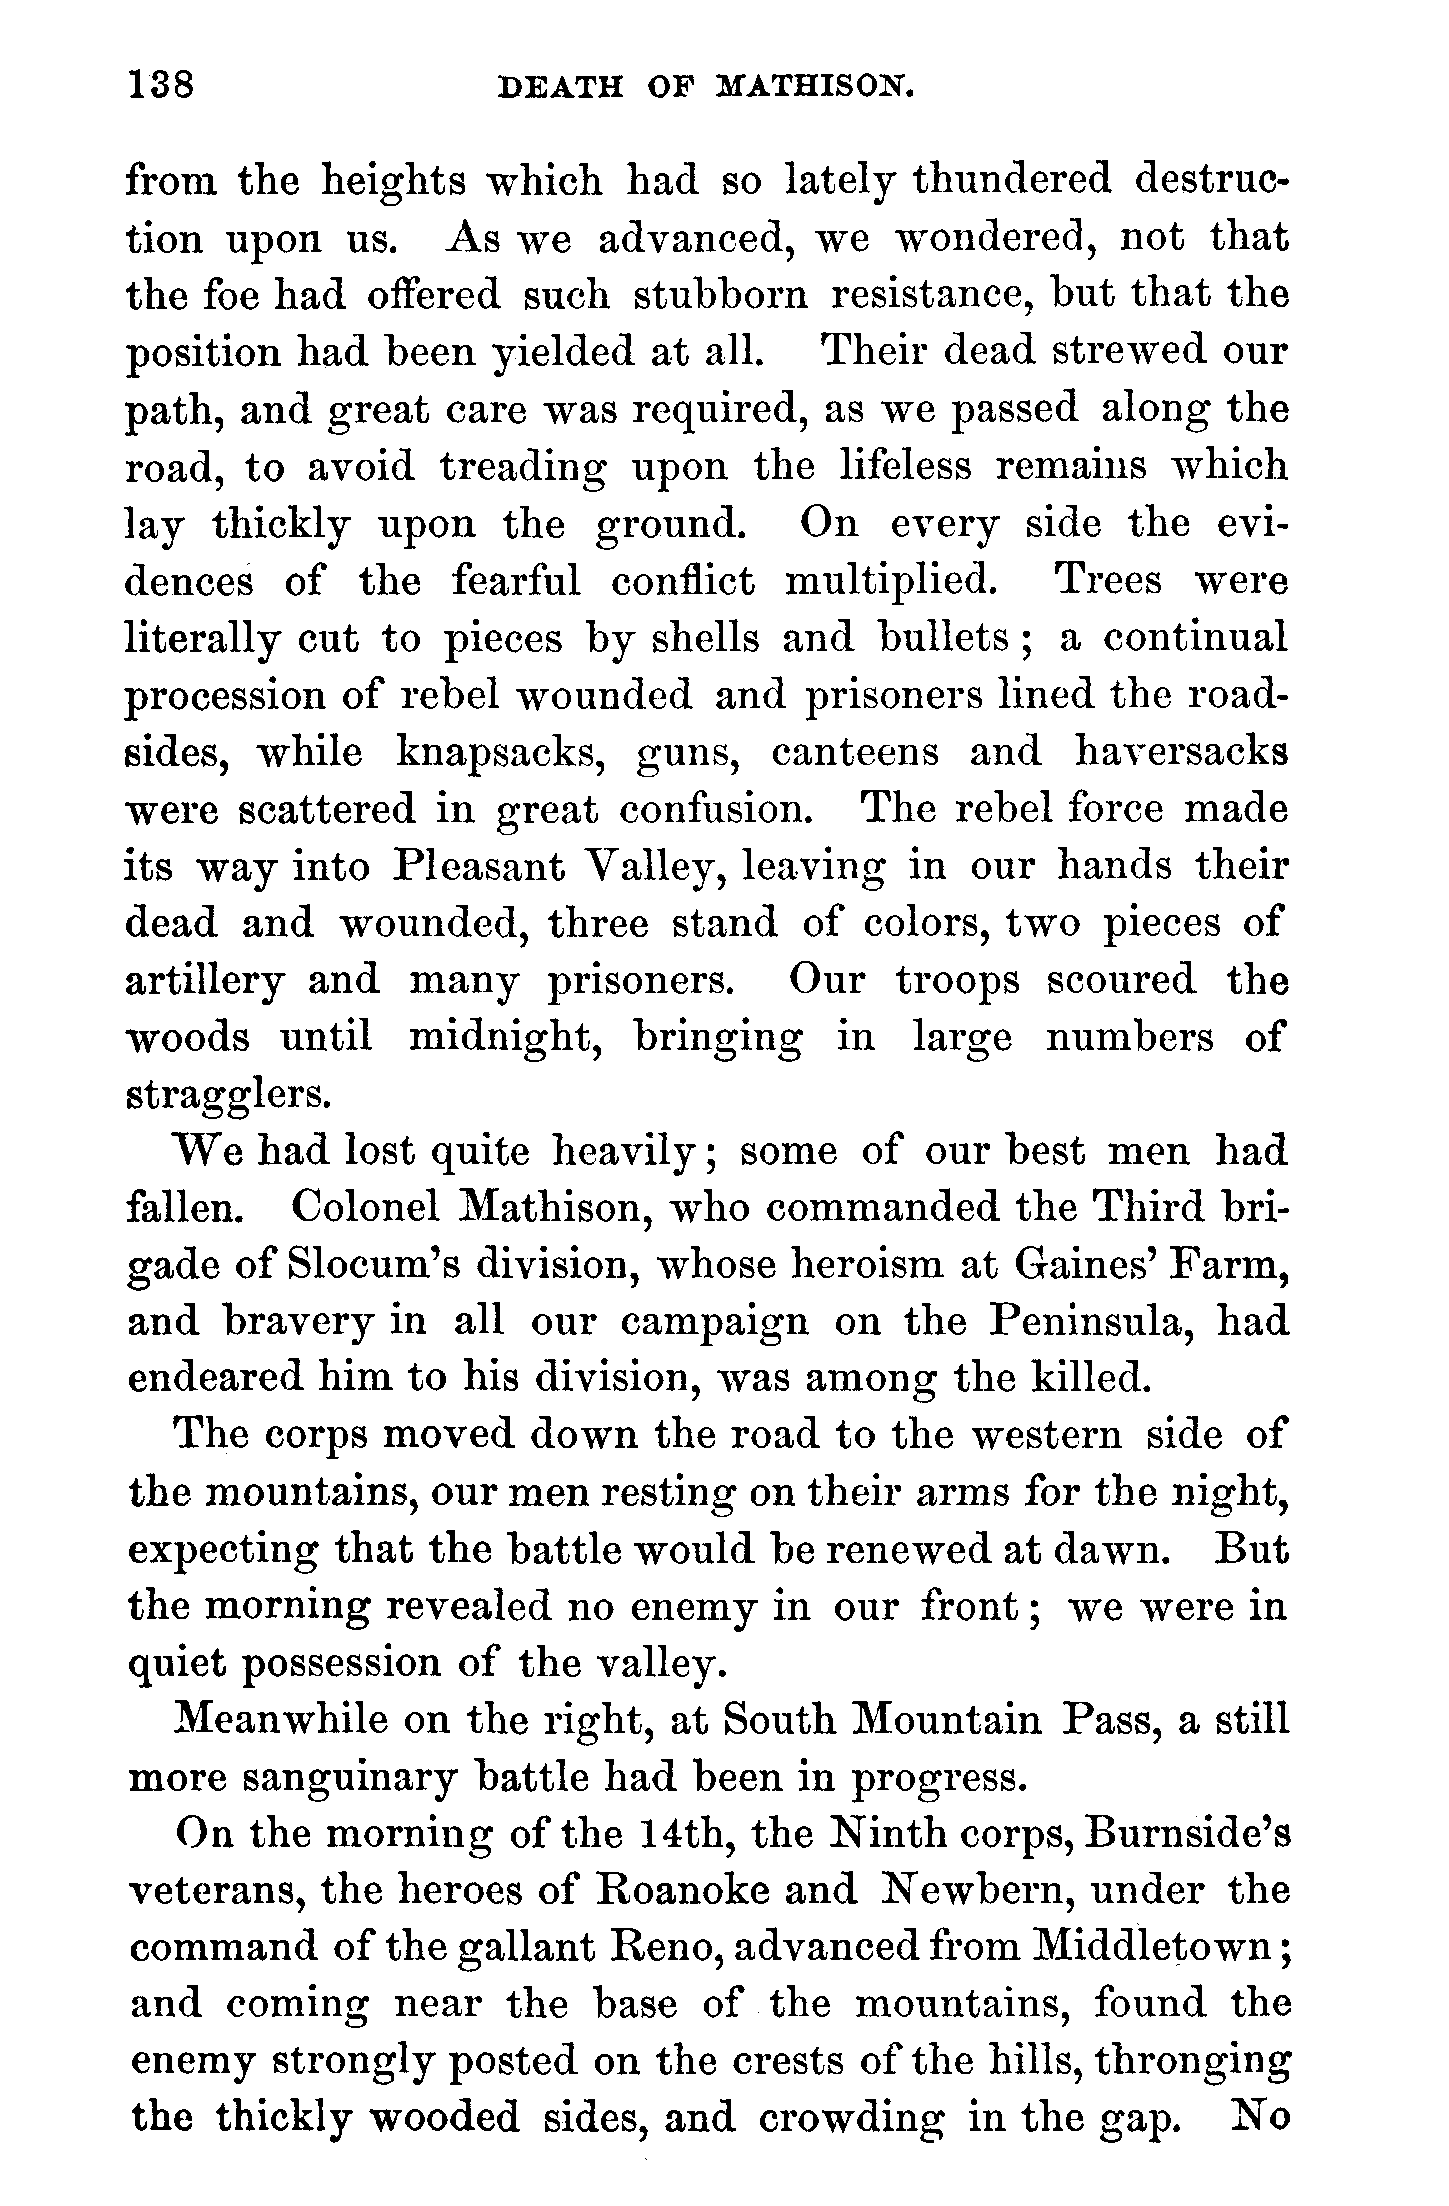 138 DEATH OF MATHISON.
from the heights which had so lately thundered destruc-
tion upon us. As we advanced, we wondered, not that
the foe had offered such stubborn resistance, but that the
position had been yielded at all. Their dead strewed our
path, and great care was required, as we passed along the
road, to avoid treading upon the lifeless remains which
lay thickly upon the ground. On every side the evi-
dences of the fearful conflict multiplied. Trees were
literally cut to pieces by shells and bullets ; a continual
procession of rebel wounded and prisoners lined the road-
sides, while knapsacks, guns, canteens and haversacks
were scattered in great confusion. The rebel force made
its way into Pleasant Valley, leaving in our hands their
dead and wounded, three stand of colors, two pieces of
artillery and many prisoners. Our troops scoured the
woods until midnight, bringing in large numbers of
stragglers.
We had lost quite heavily ; some of our best men had
fallen. Colonel Mathison, who commanded the Third bri-
gade of Slocum's division, whose heroism at Gaines' Farm,
and bravery in all our campaign on the Peninsula, had
endeared him to his division, was among the killed.
The corps moved down the road to the western side of
the mountains, our men resting on their arms for the night,
expecting that the battle would be renewed at dawn. But
the morning revealed no enemy in our front ; we were in
quiet possession of the valley.
Meanwhile on the right, at South Mountain Pass, a still
more sanguinary battle had been in progress.
On the morning of the 14th, the Ninth corps, Burnside's
veterans, the heroes of Roanoke and Newbern, under the
command of the gallant Reno, advanced from Middletown ;
and coming near the base of the mountains, found the
enemy strongly posted on the crests of the hills, thronging
the thickly wooded sides, and crowding in the gap. No